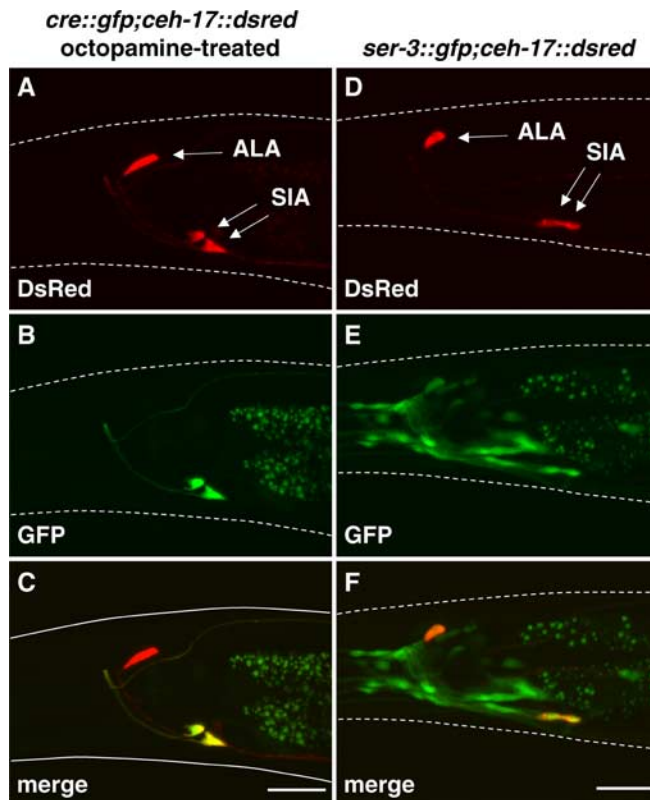 cre::gfp;ceh-17::dsred
octopamine-treated
ser-3::gfp;ceh-17::dsred
A
ALA
SIA
DsRed
D
ALA
SIA
DsRed
B
GFP
E
GFP
C
merge
F
merge